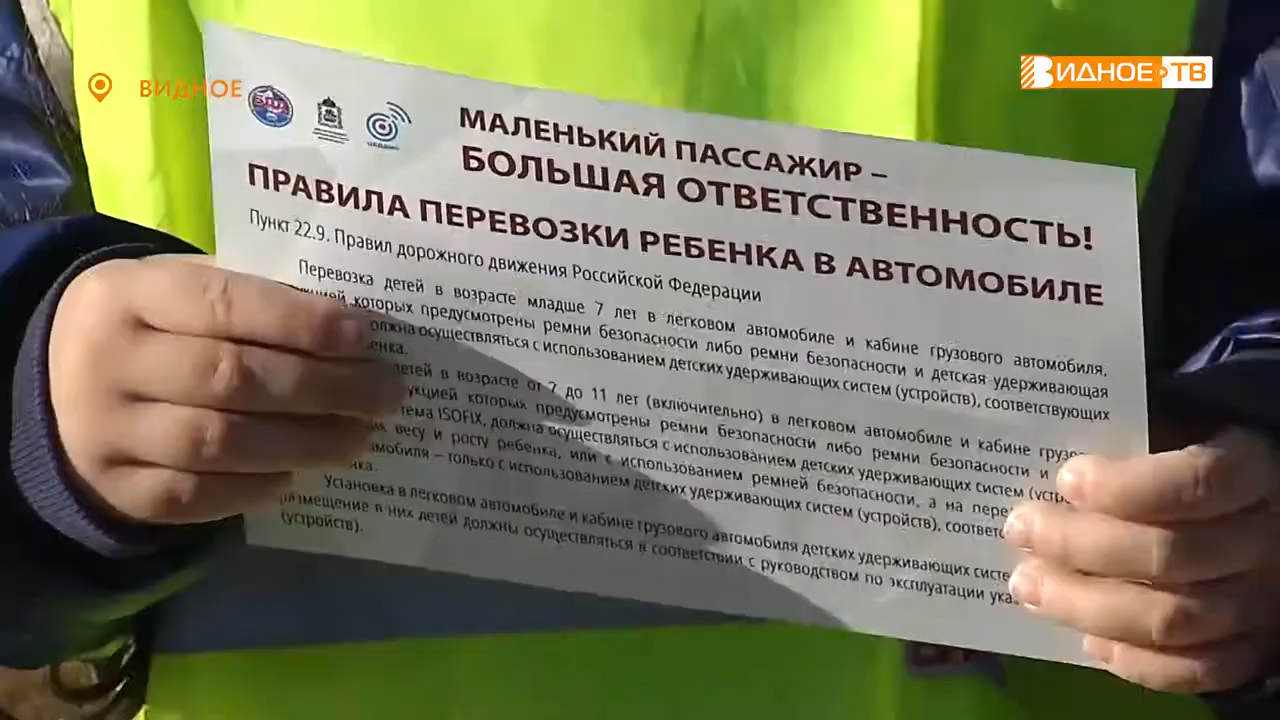 ВИДНОЕ
ВИДНОЕ ТВ
МАЛЕНЬКИЙ ПАССАЖИР –
БОЛЬШАЯ ОТВЕТСТВЕННОСТЬ!
ПРАВИЛА ПЕРЕВОЗКИ РЕБЕНКА В АВТОМОБИЛЕ
Пункт 22.9. Правил дорожного движения Российской Федерации
Перевозка детей в возрасте младше 7 лет в легковом автомобиле и кабине грузового автомобиля,
которых предусмотрены ремни безопасности либо ремни безопасности и детская удерживающая
должна осуществляться с использованием детских удерживающих систем (устройств), соответствующих
детей в возрасте от 7 до 11 лет (включительно) в легковом автомобиле и кабине
которых предусмотрены ремни безопасности либо ремни безопасности и
ISOFIX, должна осуществляться с использованием детских удерживающих систем
весу и росту ребенка, или с использованием ремней безопасности, а на
– только с использованием детских удерживающих систем (устройств),
Установка в легковом автомобиле и кабине грузового автомобиля детских удерживающих
размещение в них детей должны осуществляться в соответствии с руководством по эксплуатации
(устройств).